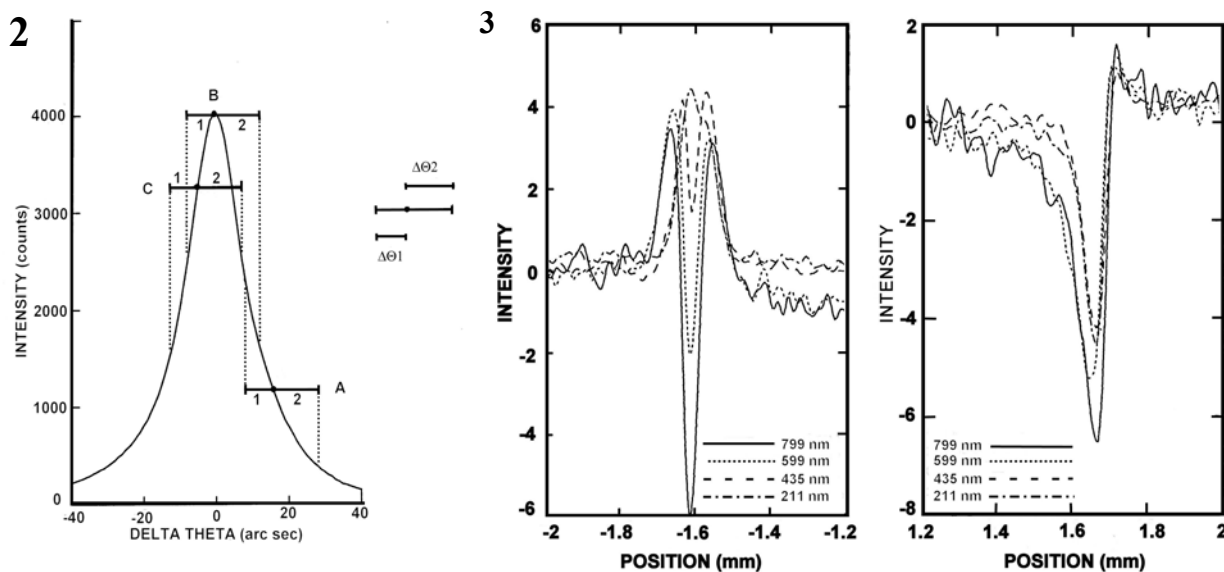 2
5000
4000
3000
2000
1000
0
INTENSITY (counts)
-40
-20
0
20
40
DELTA THETA (arc sec)
B
1 2
C
1 2
1 2
A
ΔΘ2
ΔΘ1
3
6
4
2
0
-2
-4
-6
INTENSITY
-2
-1.8
-1.6
-1.4
-1.2
POSITION (mm)
799 nm
599 nm
435 nm
211 nm
2
0
-2
-4
-6
-8
INTENSITY
1.2
1.4
1.6
1.8
2
POSITION (mm)
799 nm
599 nm
435 nm
211 nm